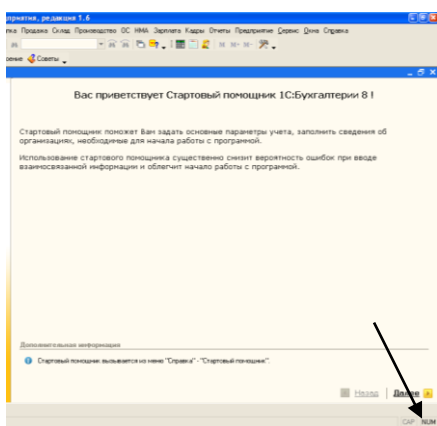 дприятия, редакция 1.6
пка Продажа Склад Производство ОС НМА Зарплата Кадры Отчеты Предприятие Сервис Окна Справка
M+ M-
Советы
Вас приветствует Стартовый помощник 1С:Бухгалтерии 8 !
Стартовый помощник поможет Вам задать основные параметры учета, заполнить сведения об
организациях, необходимые для начала работы с программой.
Использование стартового помощника существенно снизит вероятность ошибок при вводе
взаимосвязанной информации и облегчит начало работы с программой.
Дополнительная информация
Стартовый помощник вызывается из меню "Справка" - "Стартовый помощник".
Назад | Далее
CAP NUM